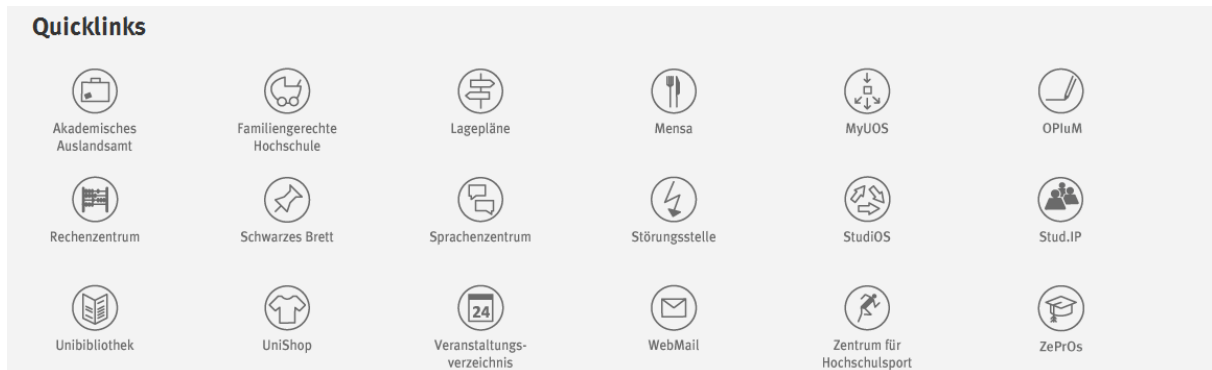 Quicklinks
Akademisches
Auslandsamt
Familiengerechte
Hochschule
Lagepläne
Mensa
MyUOS
OPIuM
Rechenzentrum
Schwarzes Brett
Sprachenzentrum
Störungsstelle
StudiOS
Stud.IP
Unibibliothek
UniShop
24
Veranstaltungs-
verzeichnis
WebMail
Zentrum für
Hochschulsport
ZePrOs